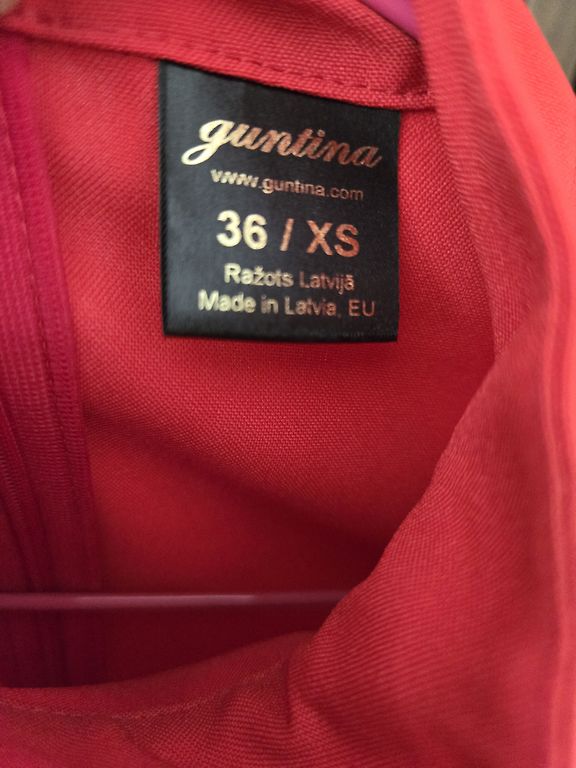 guntina
www.guntina.com
36 / XS
Ražots Latvijā
Made in Latvia, EU